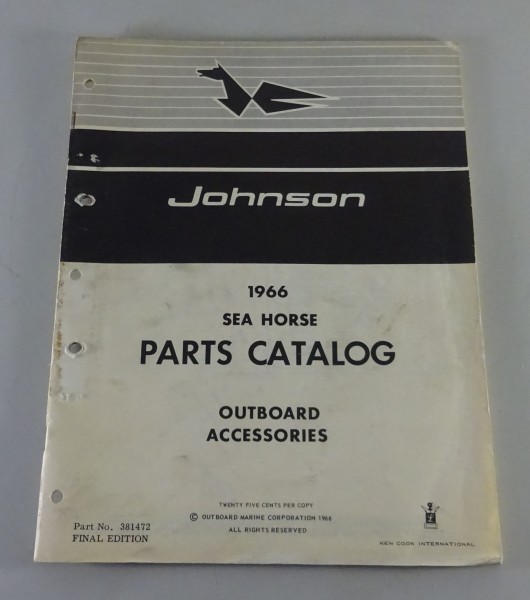 Johnson
1966
SEA HORSE
PARTS CATALOG
OUTBOARD
ACCESSORIES
TWENTY FIVE CENTS PER COPY
© OUTBOARD MARINE CORPORATION 1966
ALL RIGHTS RESERVED
Part No. 381472
FINAL EDITION
KEN COOK INTERNATIONAL